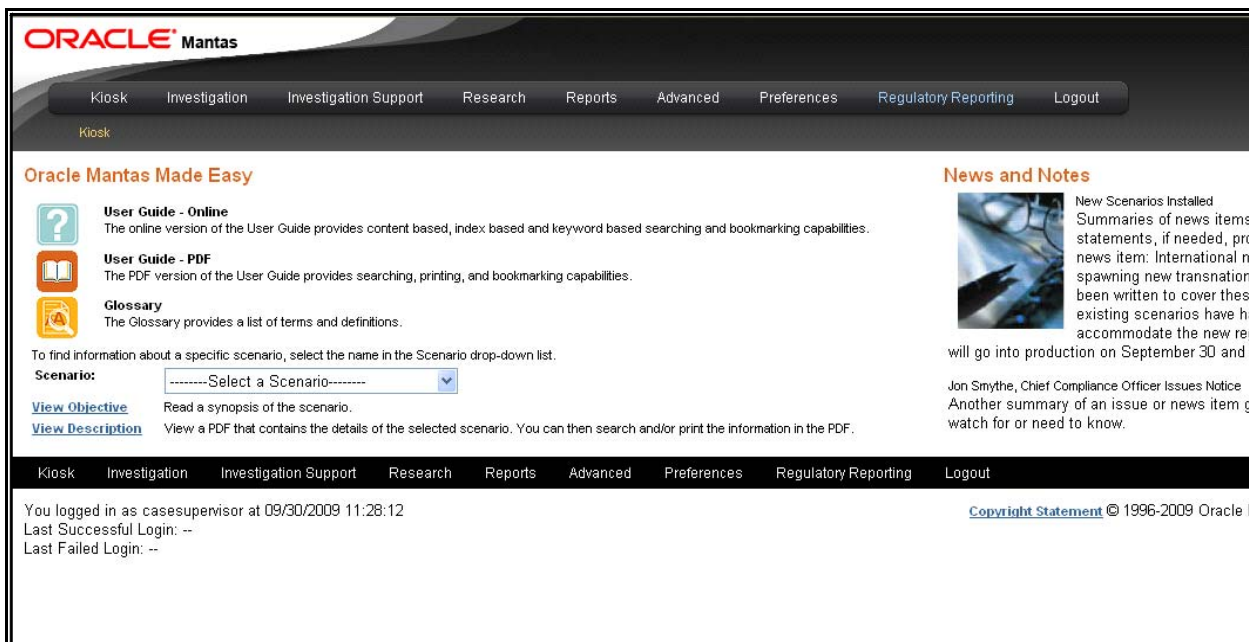 ORACLE Mantas
Kiosk Investigation Investigation Support Research Reports Advanced Preferences Regulatory Reporting Logout
Kiosk
Oracle Mantas Made Easy
User Guide - Online
The online version of the User Guide provides content based, index based and keyword based searching and bookmarking capabilities.
User Guide - PDF
The PDF version of the User Guide provides searching, printing, and bookmarking capabilities.
Glossary
The Glossary provides a list of terms and definitions.
To find information about a specific scenario, select the name in the Scenario drop-down list.
Scenario: --------Select a Scenario--------
View Objective Read a synopsis of the scenario.
View Description View a PDF that contains the details of the selected scenario. You can then search and/or print the information in the PDF.
News and Notes
New Scenarios Installed
Summaries of news items
statements, if needed,
news item: International
spawning new
been written to cover
existing scenarios have
accommodate the new
will go into production on September 30 and
Jon Smythe, Chief Compliance Officer Issues Notice
Another summary of an issue or news item
watch for or need to know.
Kiosk Investigation Investigation Support Research Reports Advanced Preferences Regulatory Reporting Logout
You logged in as casesupervisor at 09/30/2009 11:28:12
Last Successful Login: --
Last Failed Login: --
Copyright Statement © 1996-2009 Oracle